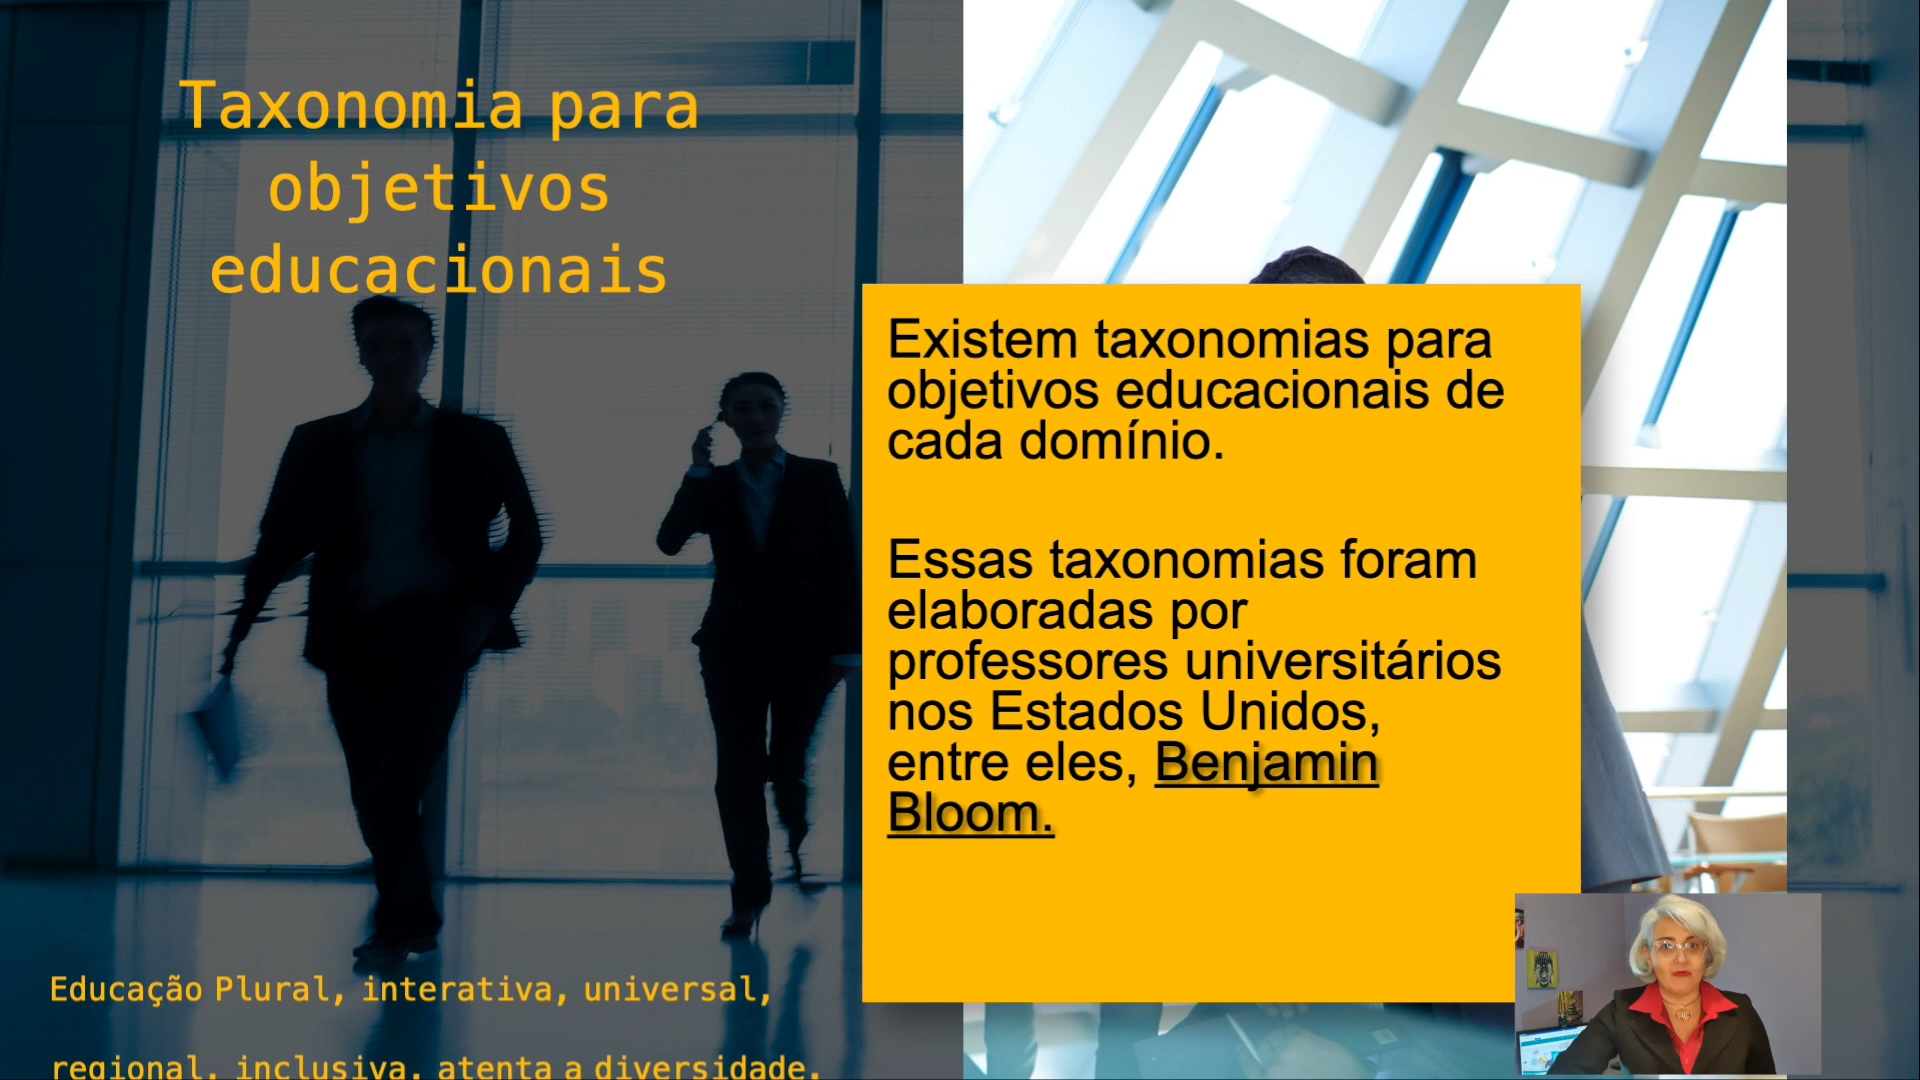 Taxonomia para
objetivos
educacionais
Existem taxonomias para
objetivos educacionais de
cada domínio.
Essas taxonomias foram
elaboradas por
professores universitários
nos Estados Unidos,
entre eles, Benjamin
Bloom.
Educação Plural, interativa, universal,
regional, inclusiva, atenta a diversidade.